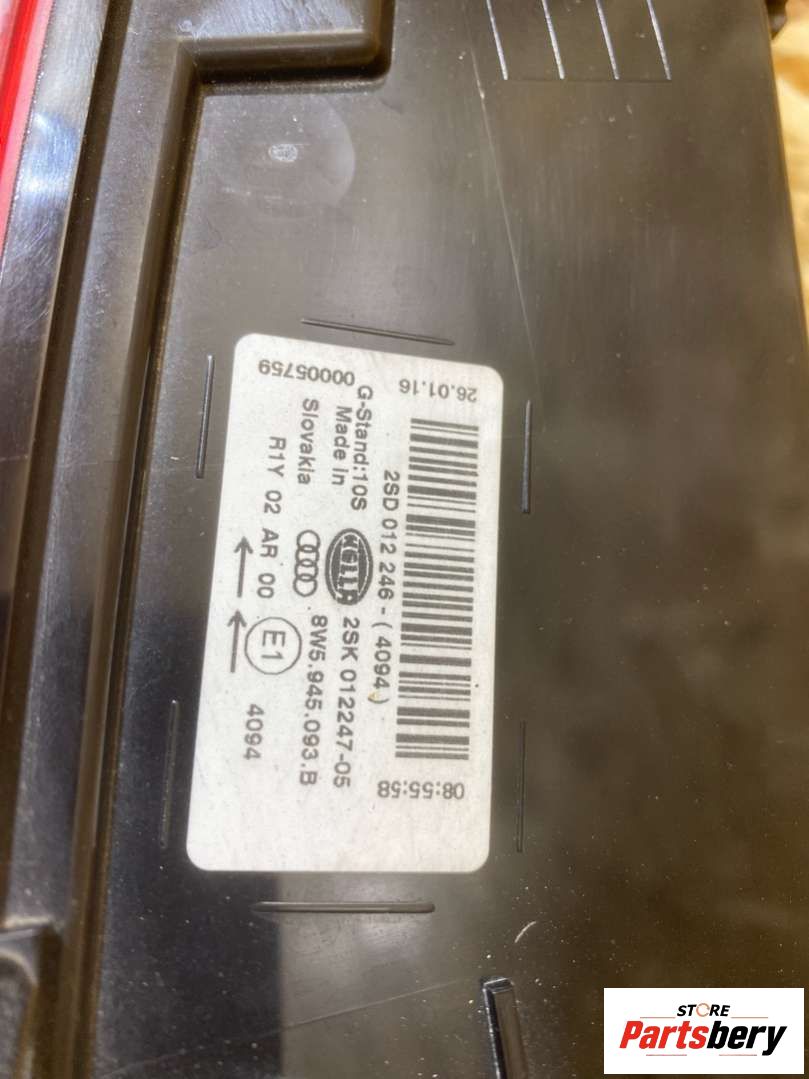 26.01.16
08:55:58
2SD 012 246 - ( 4094 )
G-Stand:10S
HELLA
2SK 012247-05
Made in
Slovakia
.8W5.945.093.B
R1Y 02 AR 00
E1
4094
00005759
STORE
Partsbery